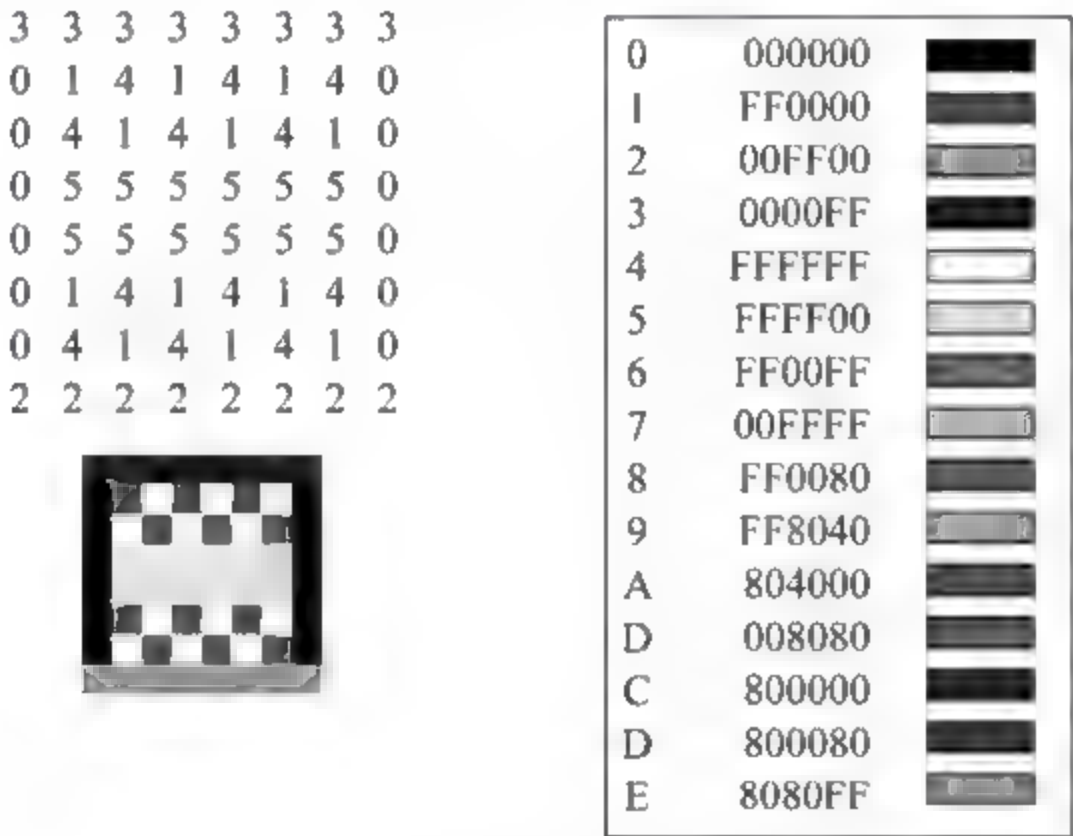 3 3 3 3 3 3 3 3
0 1 4 1 4 1 4 0
0 4 1 4 1 4 1 0
0 5 5 5 5 5 5 0
0 5 5 5 5 5 5 0
0 1 4 1 4 1 4 0
0 4 1 4 1 4 1 0
2 2 2 2 2 2 2 2
0 000000
1 FF0000
2 00FF00
3 0000FF
4 FFFFFF
5 FFFF00
6 FF00FF
7 00FFFF
8 FF0080
9 FF8040
A 804000
D 008080
C 800000
D 800080
E 8080FF